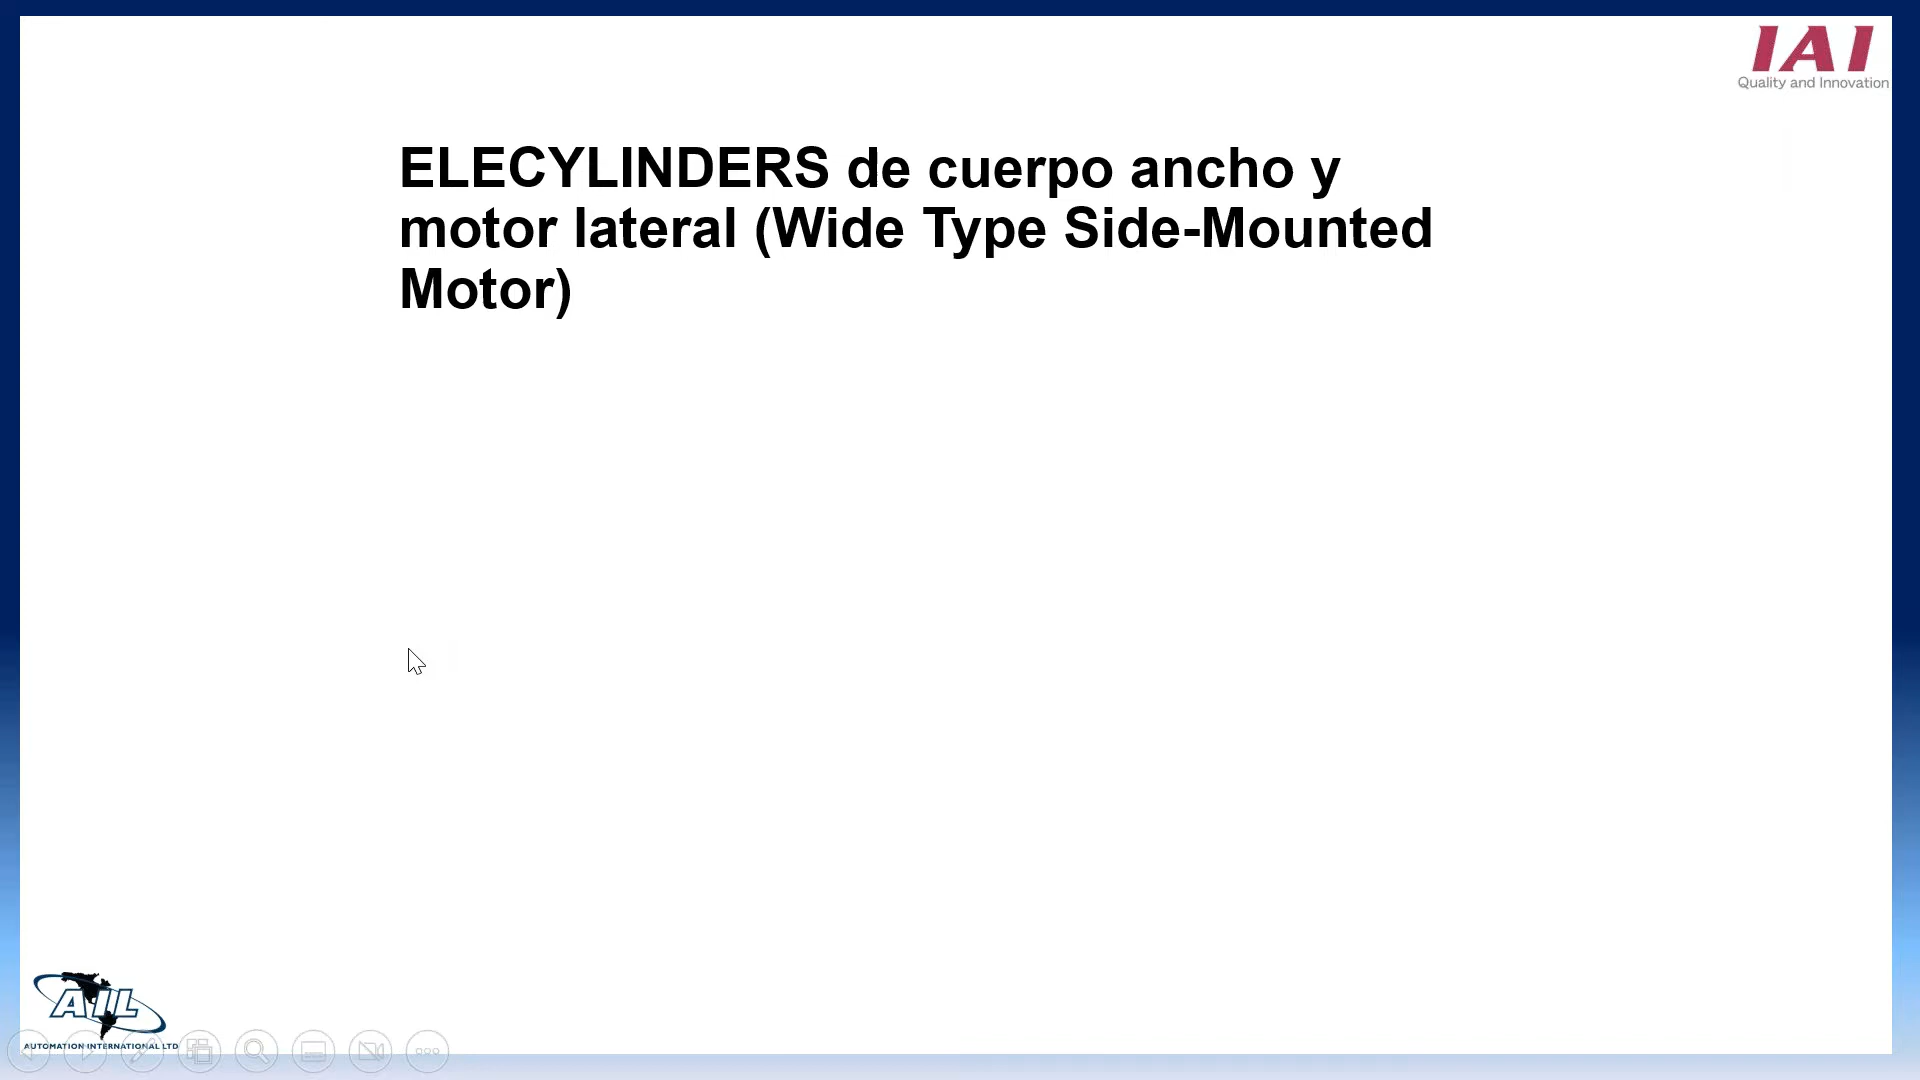 IAI
Quality and Innovation
ELECYLINDERS de cuerpo ancho y
motor lateral (Wide Type Side-Mounted
Motor)
AIL
AUTOMATION INTERNATIONAL LTD